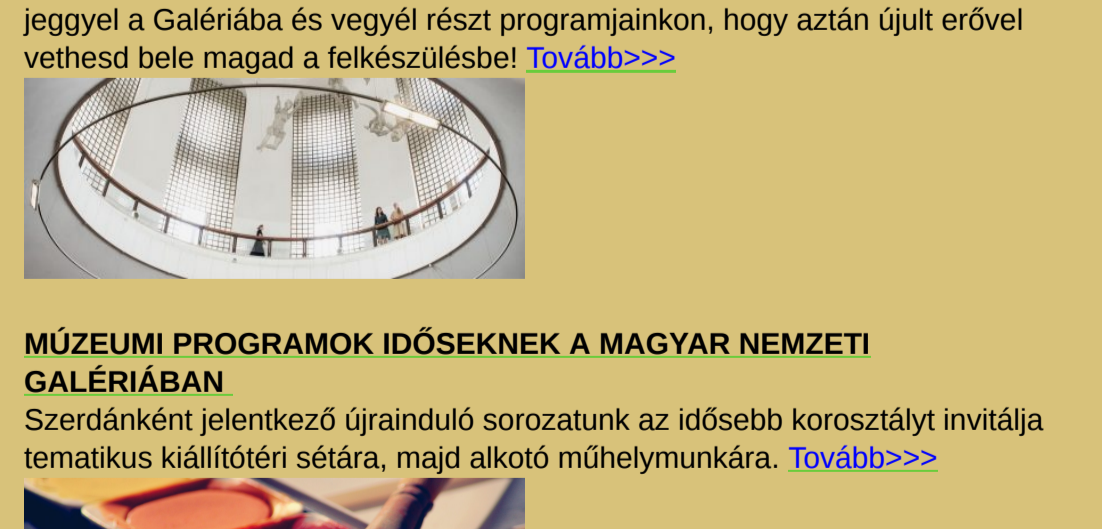 jeggyel a Galériába és vegyél részt programjainkon, hogy aztán újult erővel
vethesd bele magad a felkészülésbe! Tovább>>>
MÚZEUMI PROGRAMOK IDŐSEKNEK A MAGYAR NEMZETI
GALÉRIÁBAN
Szerdánként jelentkező újrainduló sorozatunk az idősebb korosztályt invitálja
tematikus kiállítótéri sétára, majd alkotó műhelymunkára. Tovább>>>